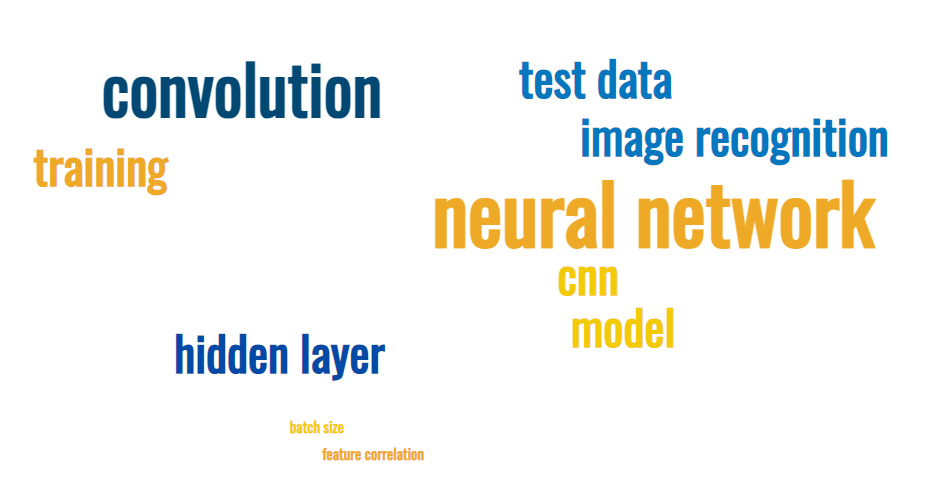 convolution
test data
image recognition
training
neural network
cnn
model
hidden layer
batch size
feature correlation